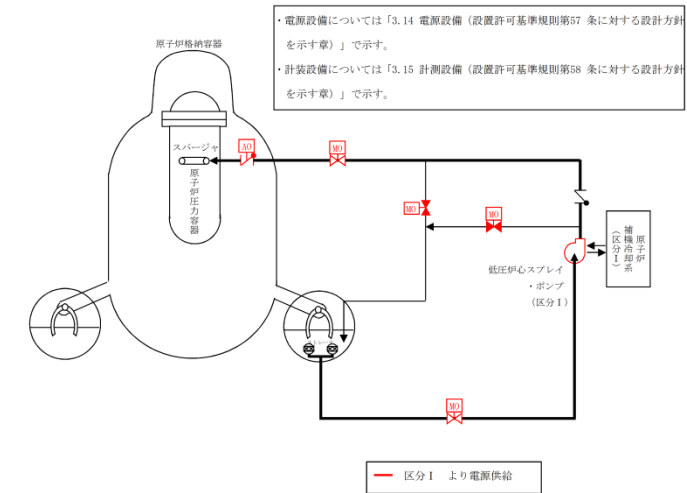 ・電源設備については「3.14 電源設備（設置許可基準規則第57 条に対する設計方針
を示す章）」で示す。
・計装設備については「3.15 計測設備（設置許可基準規則第58 条に対する設計方針
を示す章）」で示す。
原子炉格納容器
スパージャ
原子炉圧力容器
AO
MO
MO
MO
低圧炉心スプレイ
・ポンプ
（区分Ⅰ）
原子炉
補機冷却系
（区分Ⅰ）
MO
区分Ⅰ より電源供給